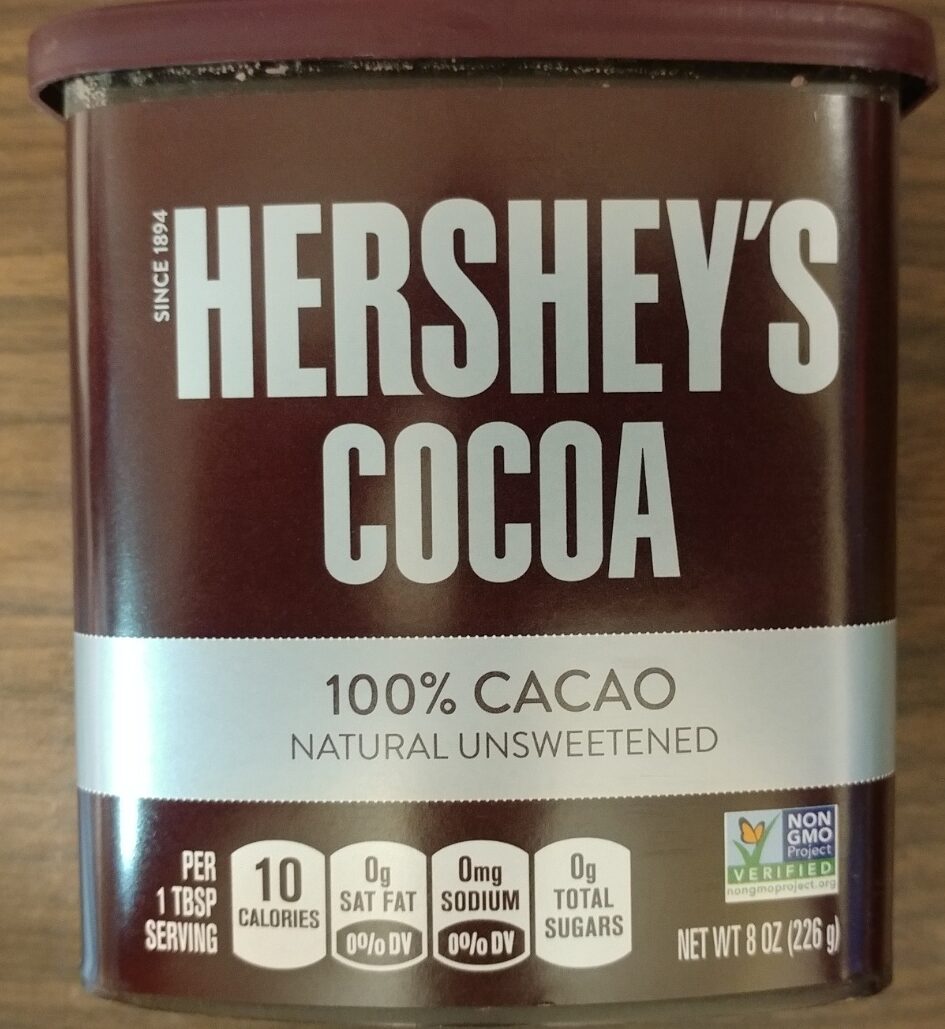 SINCE 1894
HERSHEY'S
COCOA
100% CACAO
NATURAL UNSWEETENED
PER
1 TBSP
SERVING
10
CALORIES
0g
SAT FAT
0% DV
0mg
SODIUM
0% DV
0g
TOTAL
SUGARS
NON
GMO
Project
VERIFIED
nongmoproject.org
NET WT 8 OZ (226 g)